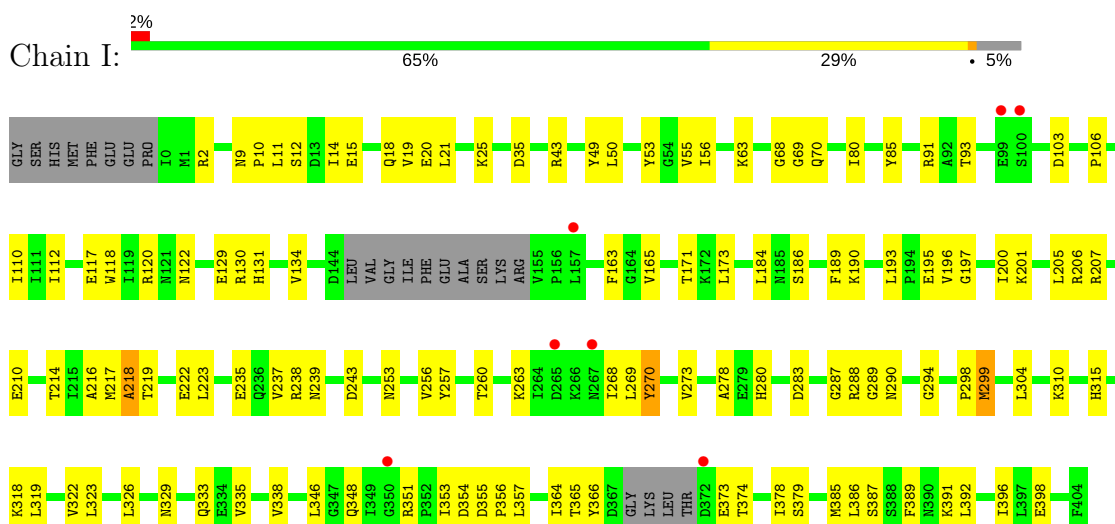 2%
Chain I:
65% 29% • 5%
GLY SER HIS MET PHE GLU GLU PRO I0 M1 R2 N9 P10 L11 S12 D13 I14 E15 Q18 V19 E20 L21 K25 D35 R43 Y49 L50 Y53 G54 V55 I56 K63 G68 G69 Q70 I80 Y85 R91 A92 T93 E99 S100 D103 P106
I110 I111 I112 E117 W118 I119 R120 N121 N122 E129 R130 H131 V134 D144 LEU VAL GLY ILE PHE GLU ALA SER LYS ARG V155 P156 L157 F163 G164 V165 T171 K172 L173 L184 N185 S186 F189 K190 L193 P194 E195 V196 G197 I200 K201 L205 R206 R207
E210 T214 I215 A216 M217 A218 T219 E222 L223 E235 Q236 V237 R238 N239 D243 N253 V256 Y257 T260 K263 I264 D265 K266 N267 I268 L269 Y270 V273 A278 E279 H280 D283 G287 R288 G289 N290 G294 P298 M299 L304 K310 H315
K318 L319 V322 L323 L326 N329 Q333 E334 V335 V338 L346 G347 Q348 I349 G350 R351 P352 I353 D354 D355 P356 L357 I364 T365 Y366 D367 GLY LYS LEU THR D372 E373 T374 I378 S379 M385 L386 S387 S388 F389 N390 K391 L392 I396 L397 E398 F404